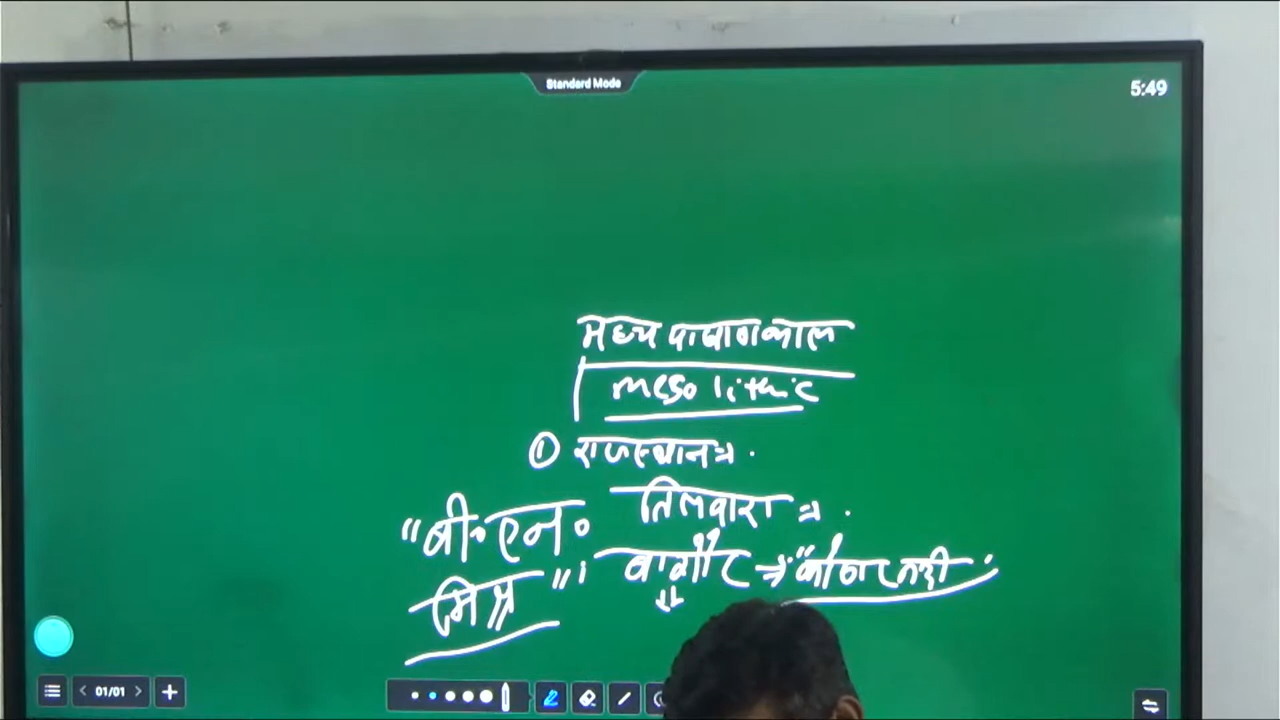 Standard Mode
5:49
मध्य पाषाणकाल
mesolithic
① राजस्थान →
तिलवारा →
"बी॰ एन॰
मिश्र"
बागौर → "कोठारी नदी
01/01